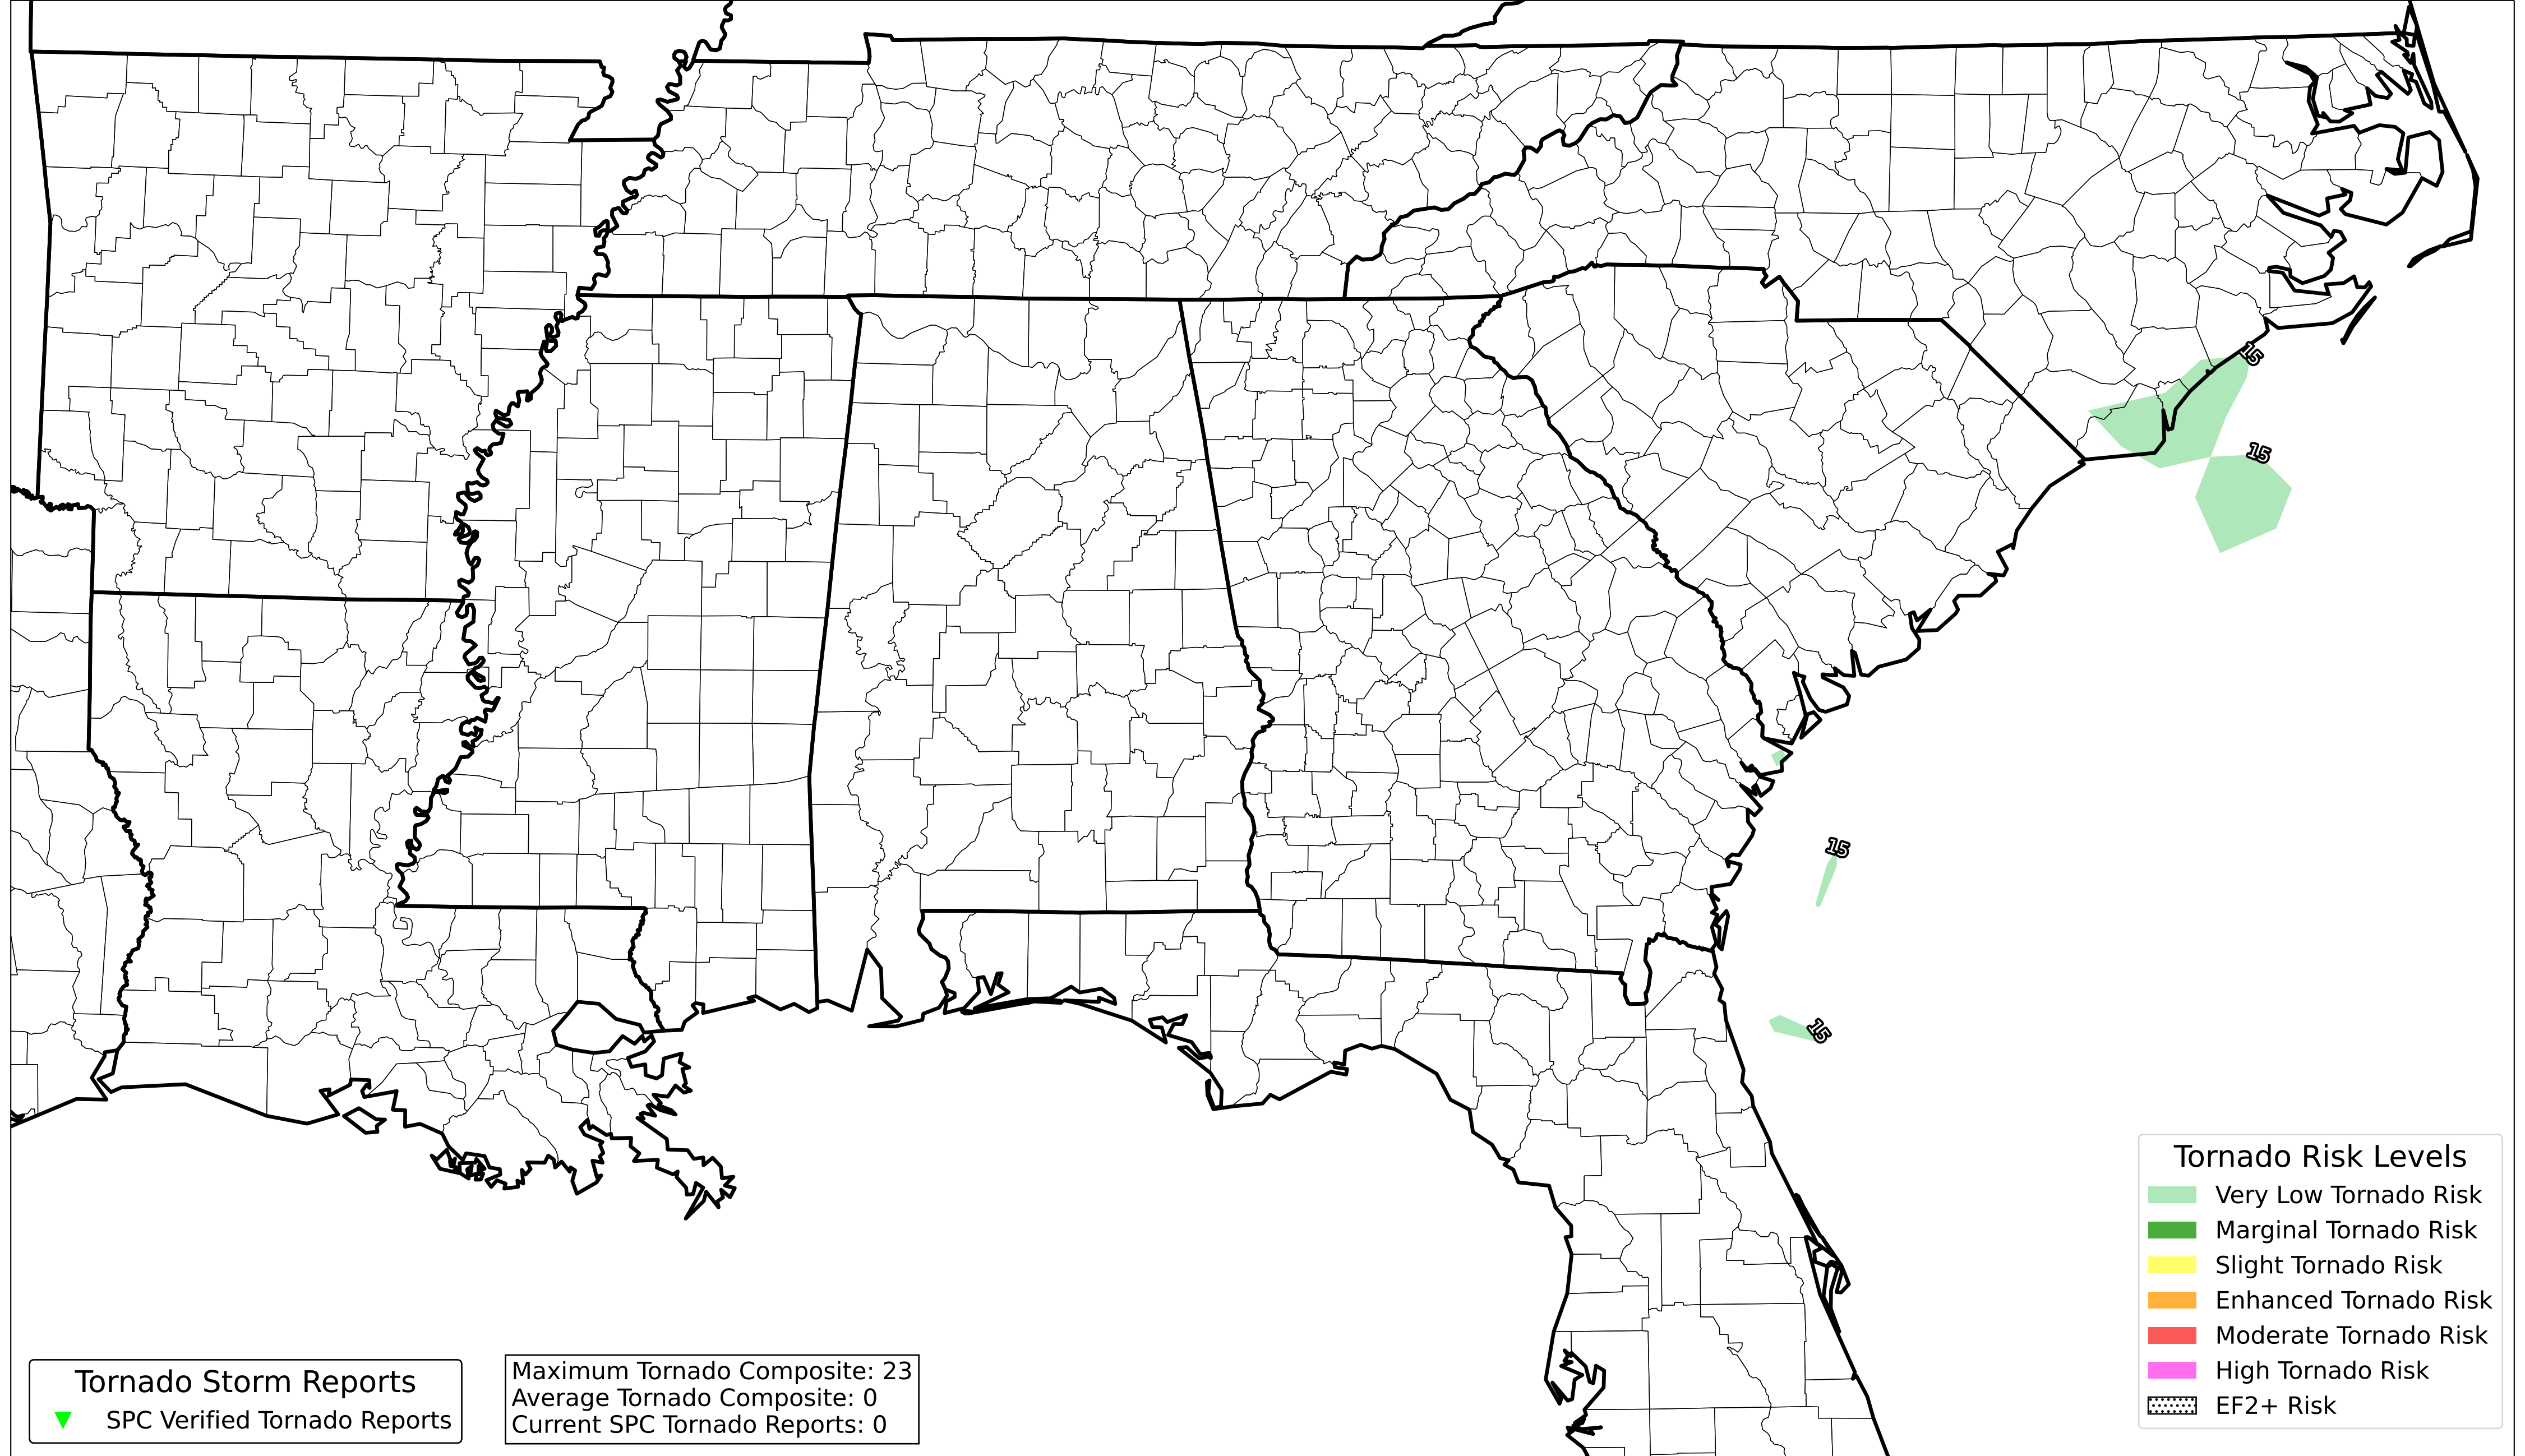 15
15
15
15
Tornado Risk Levels
Very Low Tornado Risk
Marginal Tornado Risk
Slight Tornado Risk
Enhanced Tornado Risk
Moderate Tornado Risk
High Tornado Risk
EF2+ Risk
Tornado Storm Reports
SPC Verified Tornado Reports
Maximum Tornado Composite: 23
Average Tornado Composite: 0
Current SPC Tornado Reports: 0